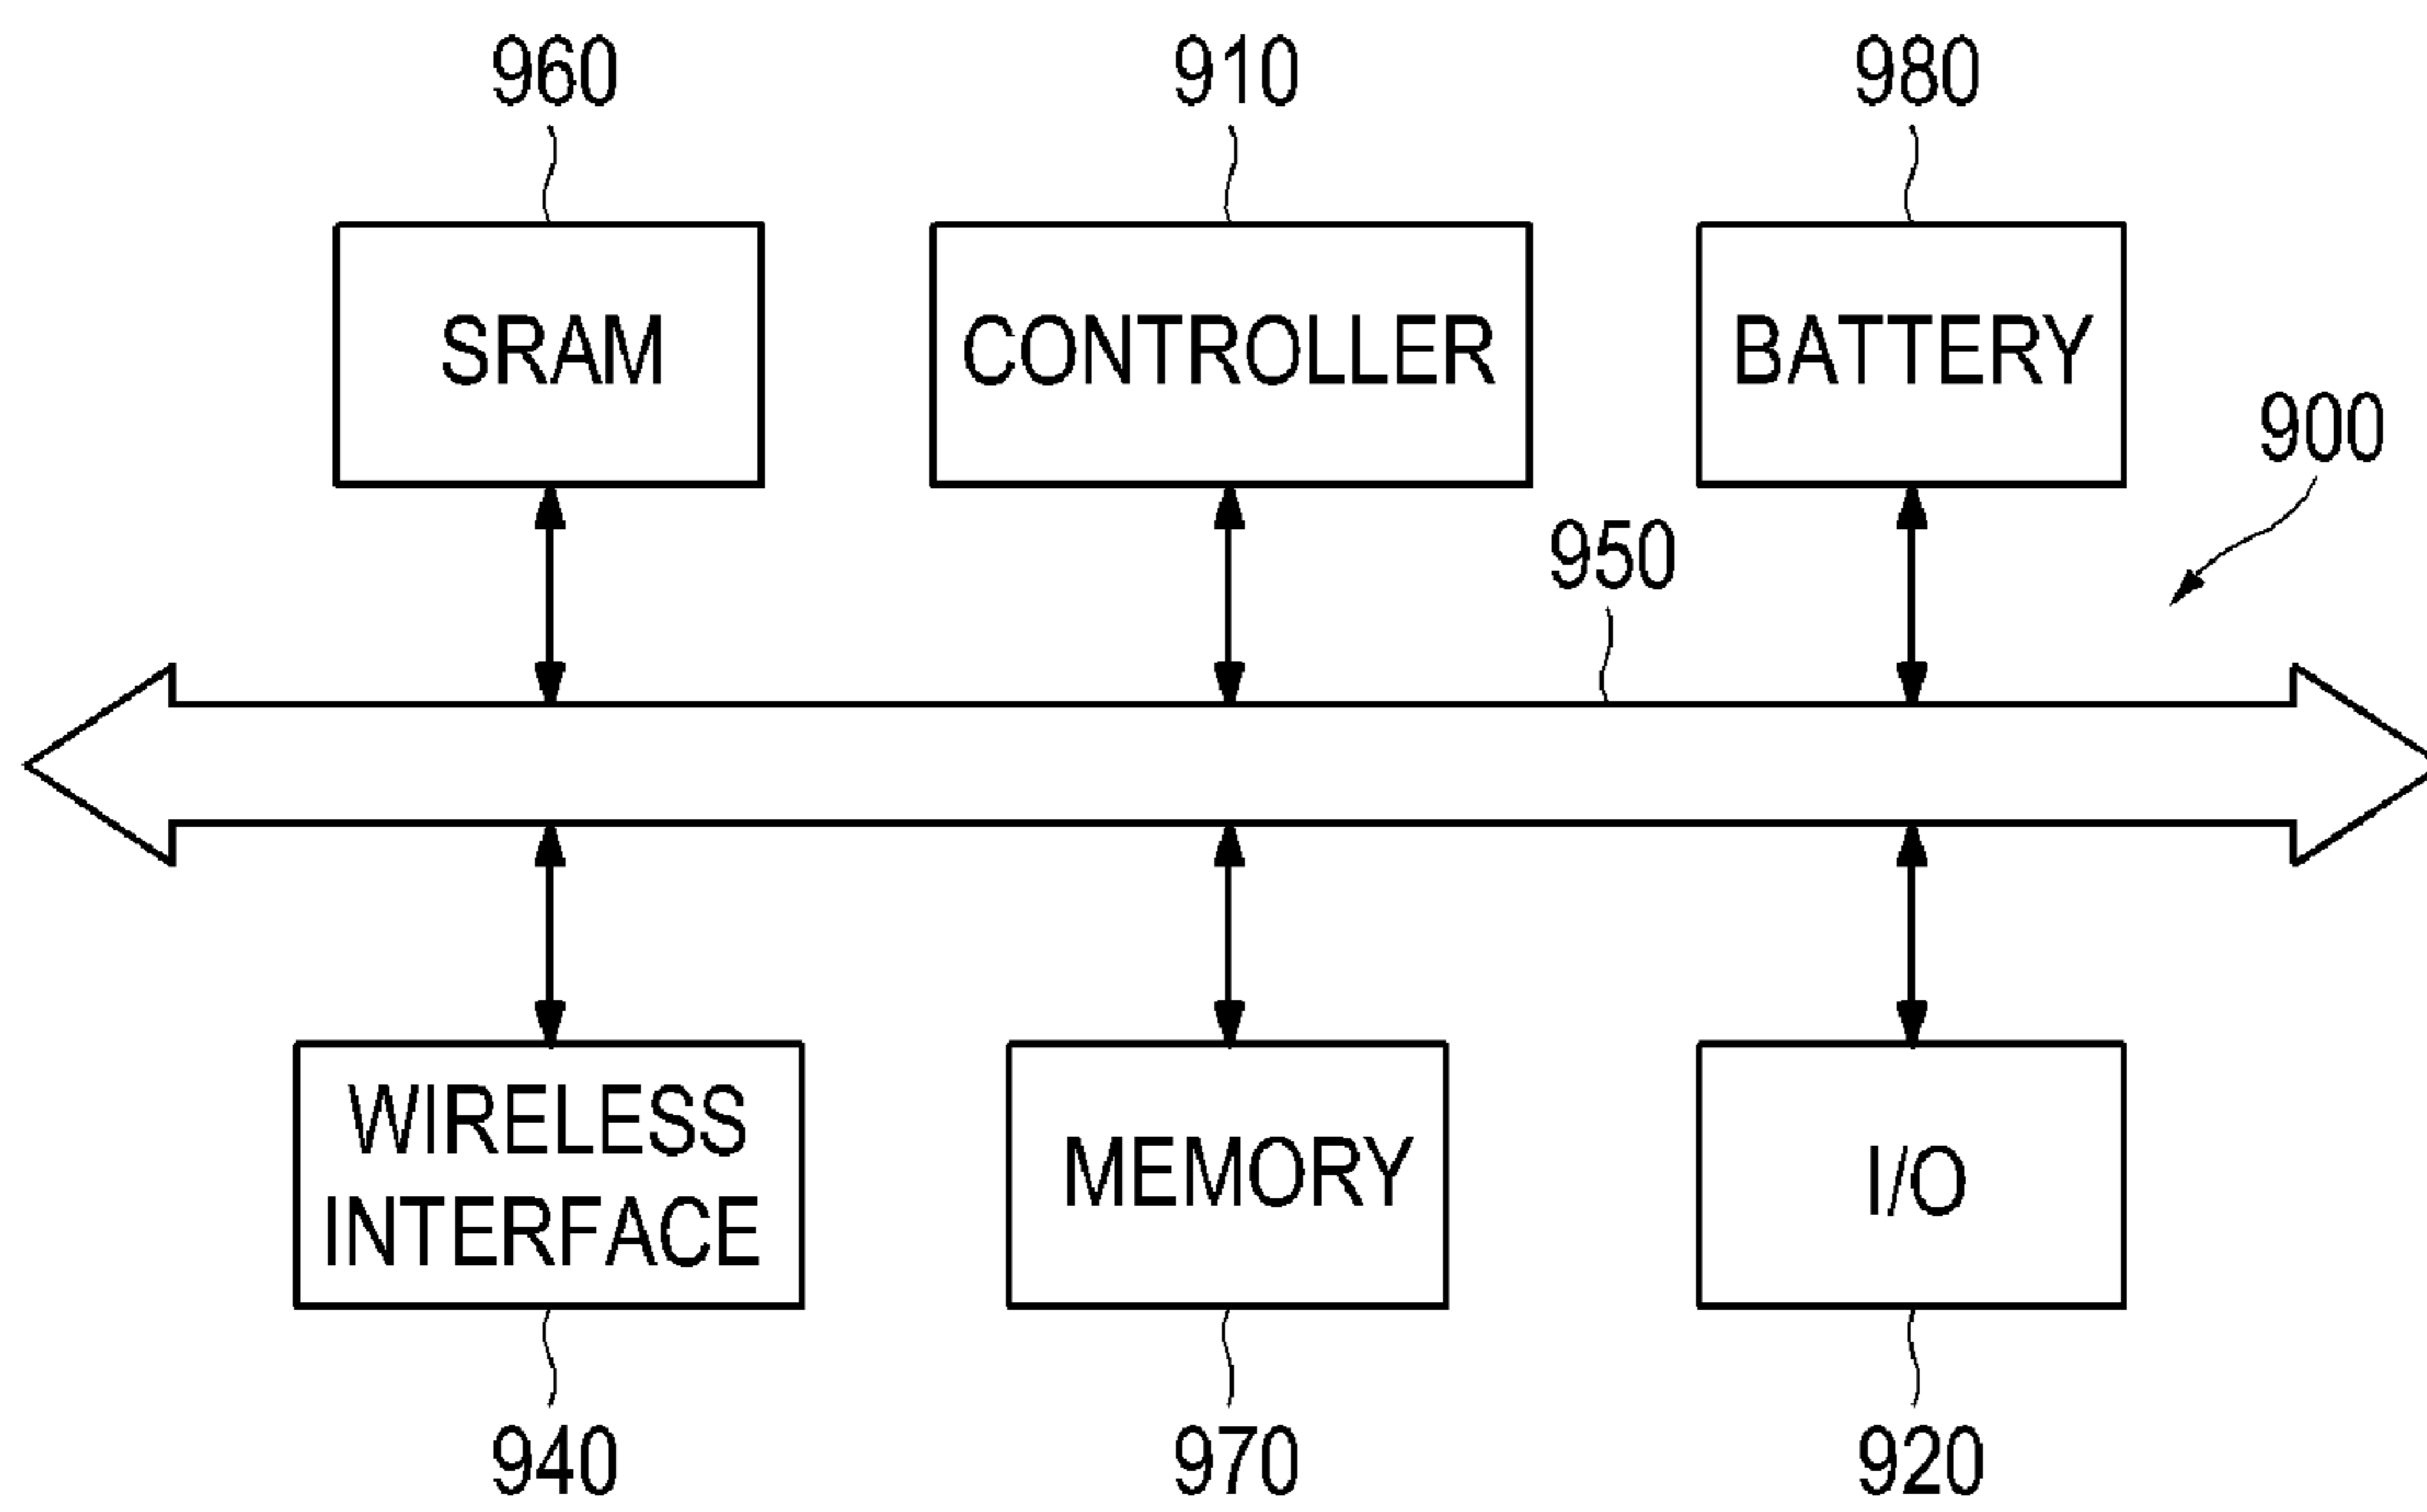 960
910
980
SRAM
CONTROLLER
BATTERY
900
950
WIRELESS
INTERFACE
MEMORY
I/O
940
970
920